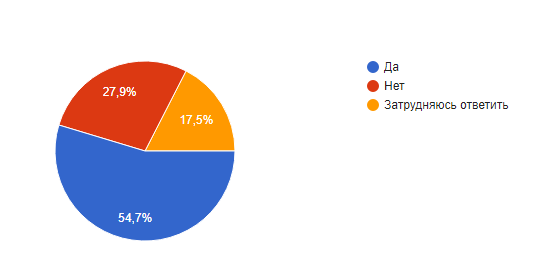 Да
Нет
Затрудняюсь ответить
27,9%
17,5%
54,7%